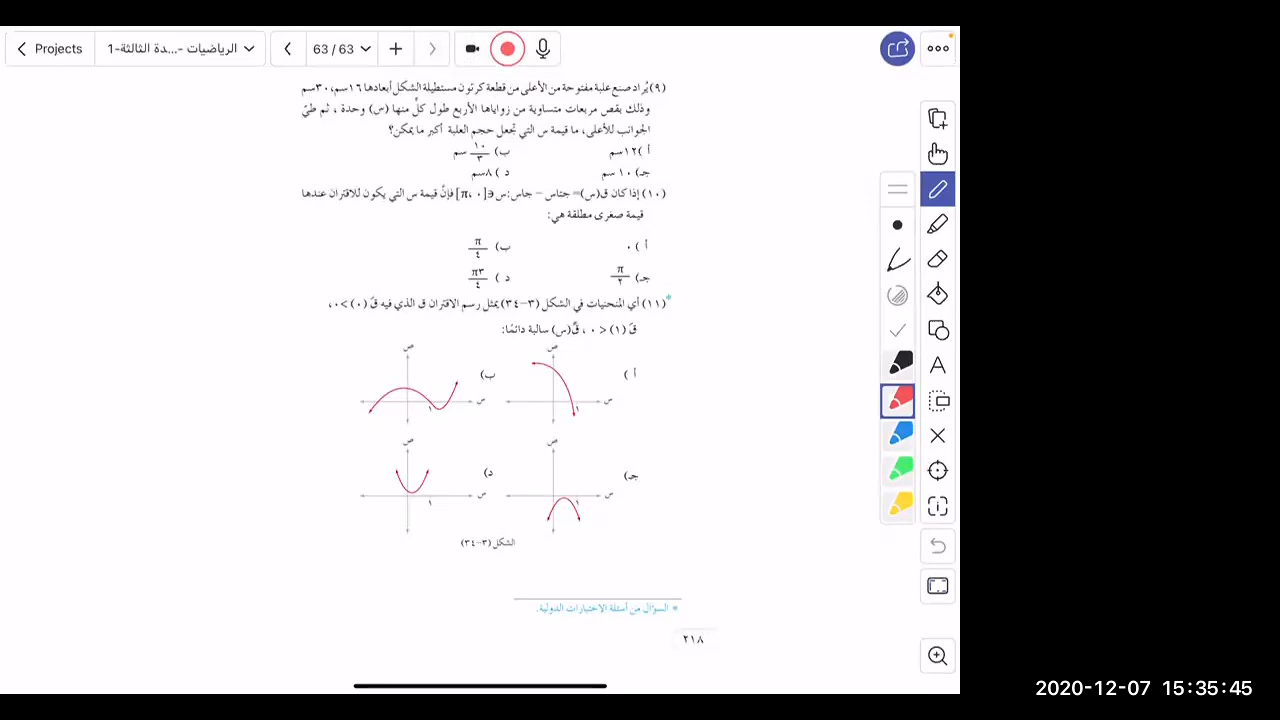 Projects
الرياضيات -...دة الثالثة-1
63 / 63
(٩) يُراد صنع علبة مفتوحة من الأعلى من قطعة كرتون مستطيلة الشكل أبعادها ١٦سم، ٣٠سم
وذلك بقص مربعات متساوية من زواياها الأربع طول كلٍّ منها (س) وحدة ، ثم طيّ
الجوانب للأعلى، ما قيمة س التي تجعل حجم العلبة أكبر ما يمكن؟
أ ) ١٢سم ب) ١٠/٣ سم
جـ) ١٠ سم د ) ٨سم
(١٠) إذا كان ق(س)= جتاس – جاس: س∋[٠، π] فإنَّ قيمة س التي يكون للاقتران عندها
قيمة صغرى مطلقة هي:
أ ) ٠ ب) π/٤
جـ) π/٢ د ) π٣/٤
*(١١) أي المنحنيات في الشكل (٣-٣٤) يمثل رسم الاقتران ق الذي فيه قَ (٠) > ٠،
قَ (١) < ٠ ، قً(س) سالبة دائمًا:
أ ) ص س ١
ب) ص س ١
جـ) ص س ١
د) ص س ١
الشكل (٣-٣٤)
* السؤال من أسئلة الاختبارات الدولية.
٢١٨
A
2020-12-07 15:35:45